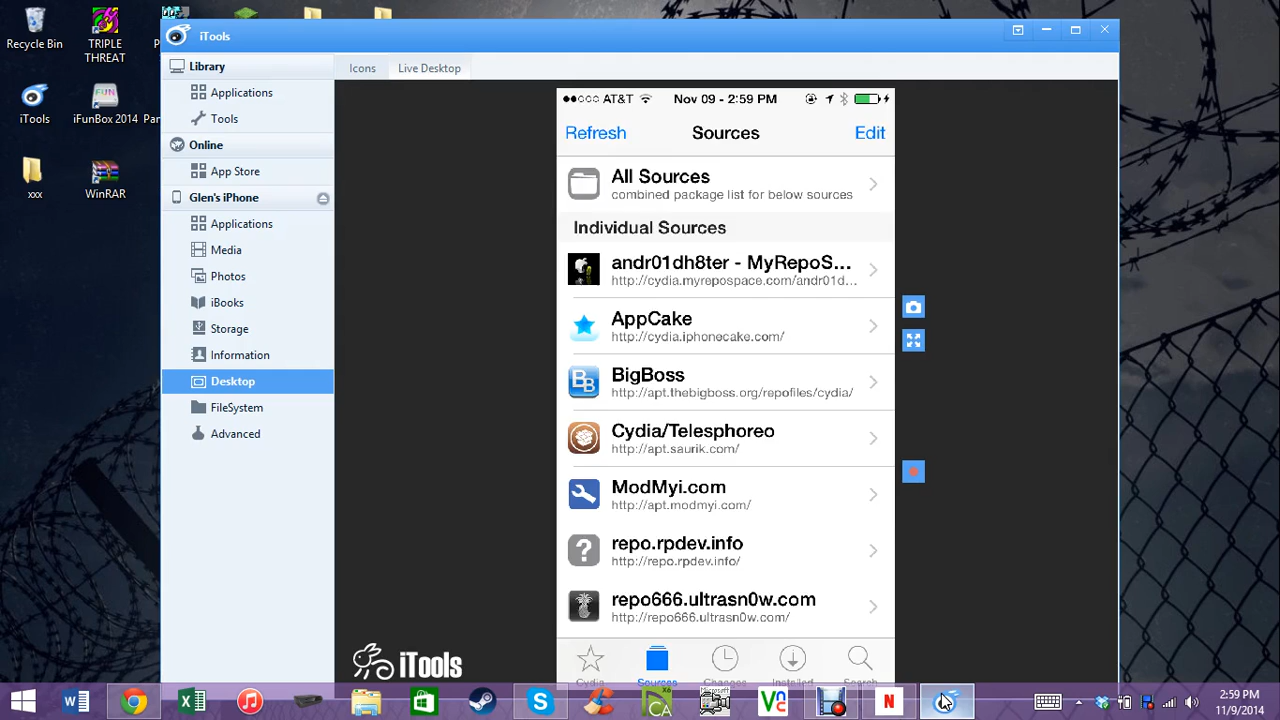 Recycle Bin
TRIPLE
THREAT
iTools
iFunBox 2014
xxx
WinRAR
iTools
Library
Applications
Tools
Online
App Store
Glen's iPhone
Applications
Media
Photos
iBooks
Storage
Information
Desktop
FileSystem
Advanced
Icons
Live Desktop
AT&T
Nov 09 - 2:59 PM
Refresh
Sources
Edit
All Sources
combined package list for below sources
Individual Sources
andr01dh8ter - MyRepoS...
http://cydia.myrepospace.com/andr01d...
AppCake
http://cydia.iphonecake.com/
BigBoss
http://apt.thebigboss.org/repofiles/cydia/
Cydia/Telesphoreo
http://apt.saurik.com/
ModMyi.com
http://apt.modmyi.com/
repo.rpdev.info
http://repo.rpdev.info/
repo666.ultrasn0w.com
http://repo666.ultrasn0w.com/
Cydia
Sources
Changes
Installed
Search
iTools
2:59 PM
11/9/2014